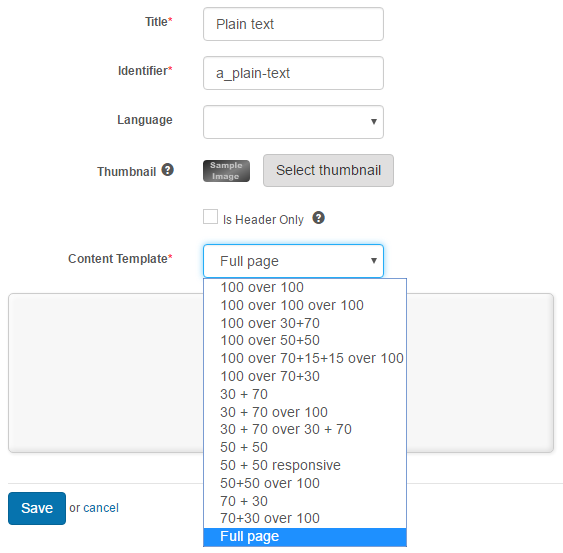 Title* Plain text
Identifier* a_plain-text
Language
Thumbnail ? Sample Image Select thumbnail
Is Header Only ?
Content Template* Full page
100 over 100
100 over 100 over 100
100 over 30+70
100 over 50+50
100 over 70+15+15 over 100
100 over 70+30
30 + 70
30 + 70 over 100
30 + 70 over 30 + 70
50 + 50
50 + 50 responsive
50+50 over 100
70 + 30
70+30 over 100
Full page
Save or cancel